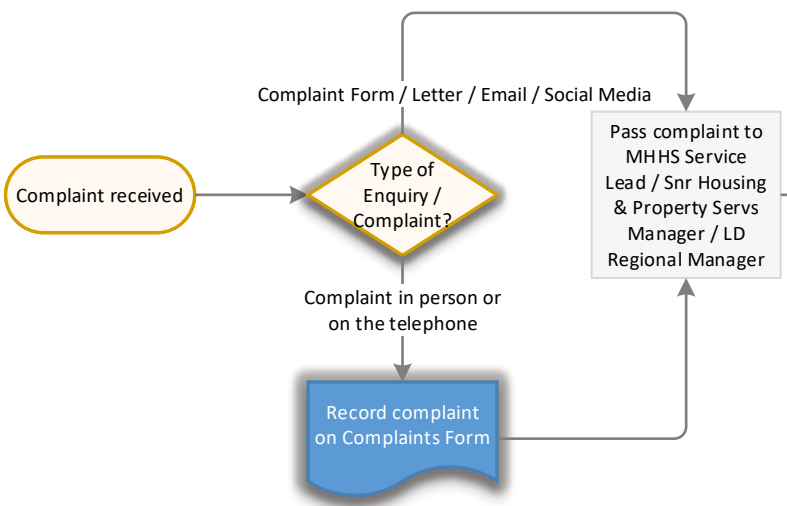 Complaint Form / Letter / Email / Social Media
Complaint received
Type of
Enquiry /
Complaint?
Pass complaint to
MHHS Service
Lead / Snr Housing
& Property Servs
Manager / LD
Regional Manager
Complaint in person or
on the telephone
Record complaint
on Complaints Form